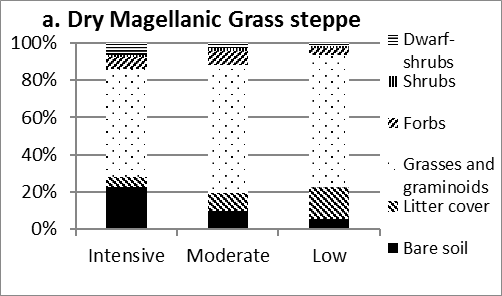 a. Dry Magellanic Grass steppe
100%
80%
60%
40%
20%
0%
Intensive Moderate Low
Dwarf-
shrubs
Shrubs
Forbs
Grasses and
graminoids
Litter cover
Bare soil